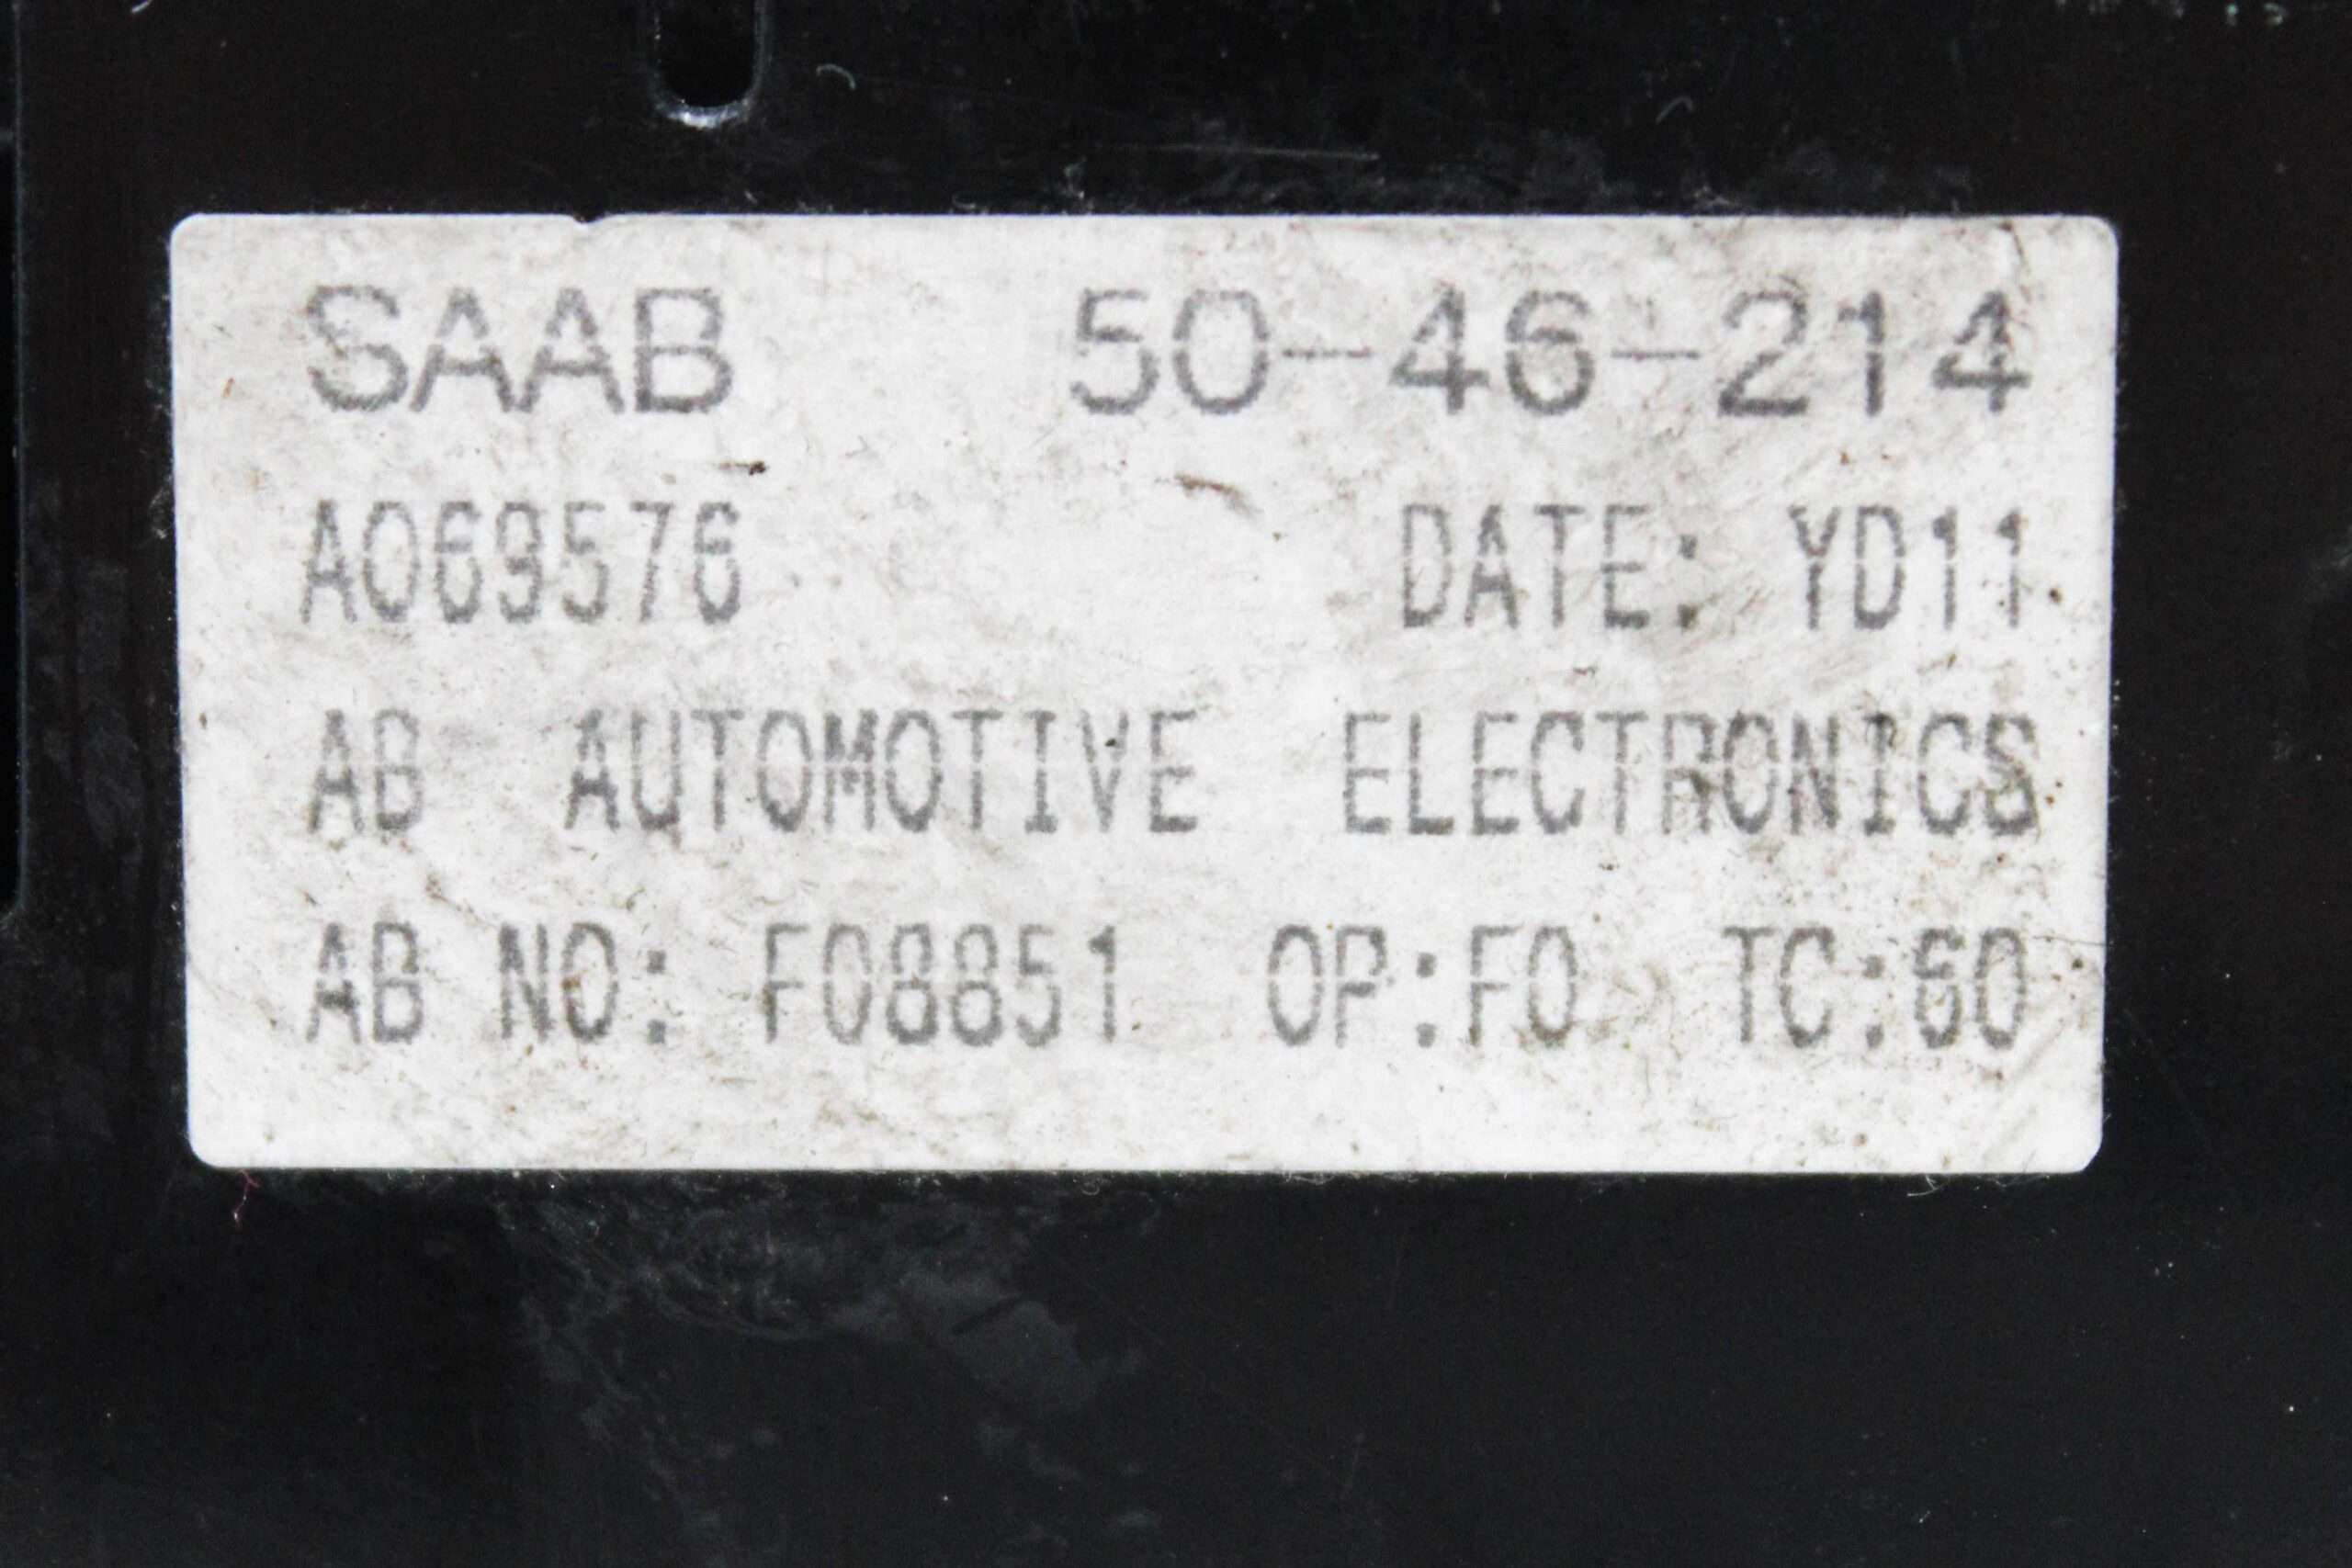 SAAB 50-46-214
A069576 DATE: YD11
AB AUTOMOTIVE ELECTRONICS
AB NO: F08851 OP:F0 TC:60